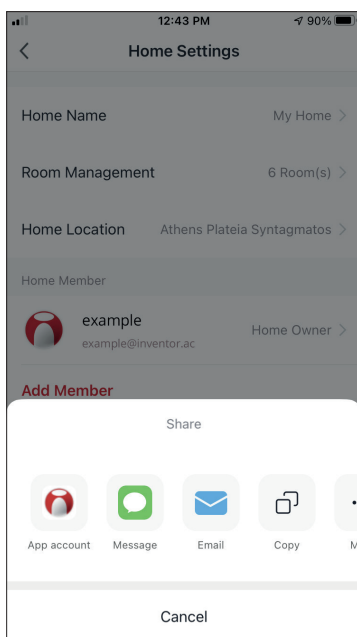 12:43 PM 90%
Home Settings
Home Name My Home
Room Management 6 Room(s)
Home Location Athens Plateia Syntagmatos
Home Member
example
example@inventor.ac
Home Owner
Add Member
Share
App account Message Email Copy M
Cancel